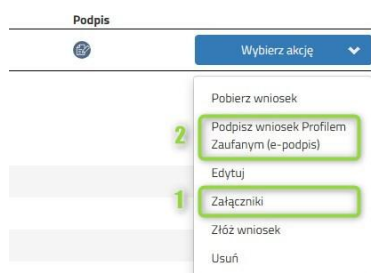 Podpis
Wybierz akcję
Pobierz wniosek
2
Podpisz wniosek Profilem
Zaufanym (e-podpis)
Edytuj
1
Załączniki
Złóż wniosek
Usuń